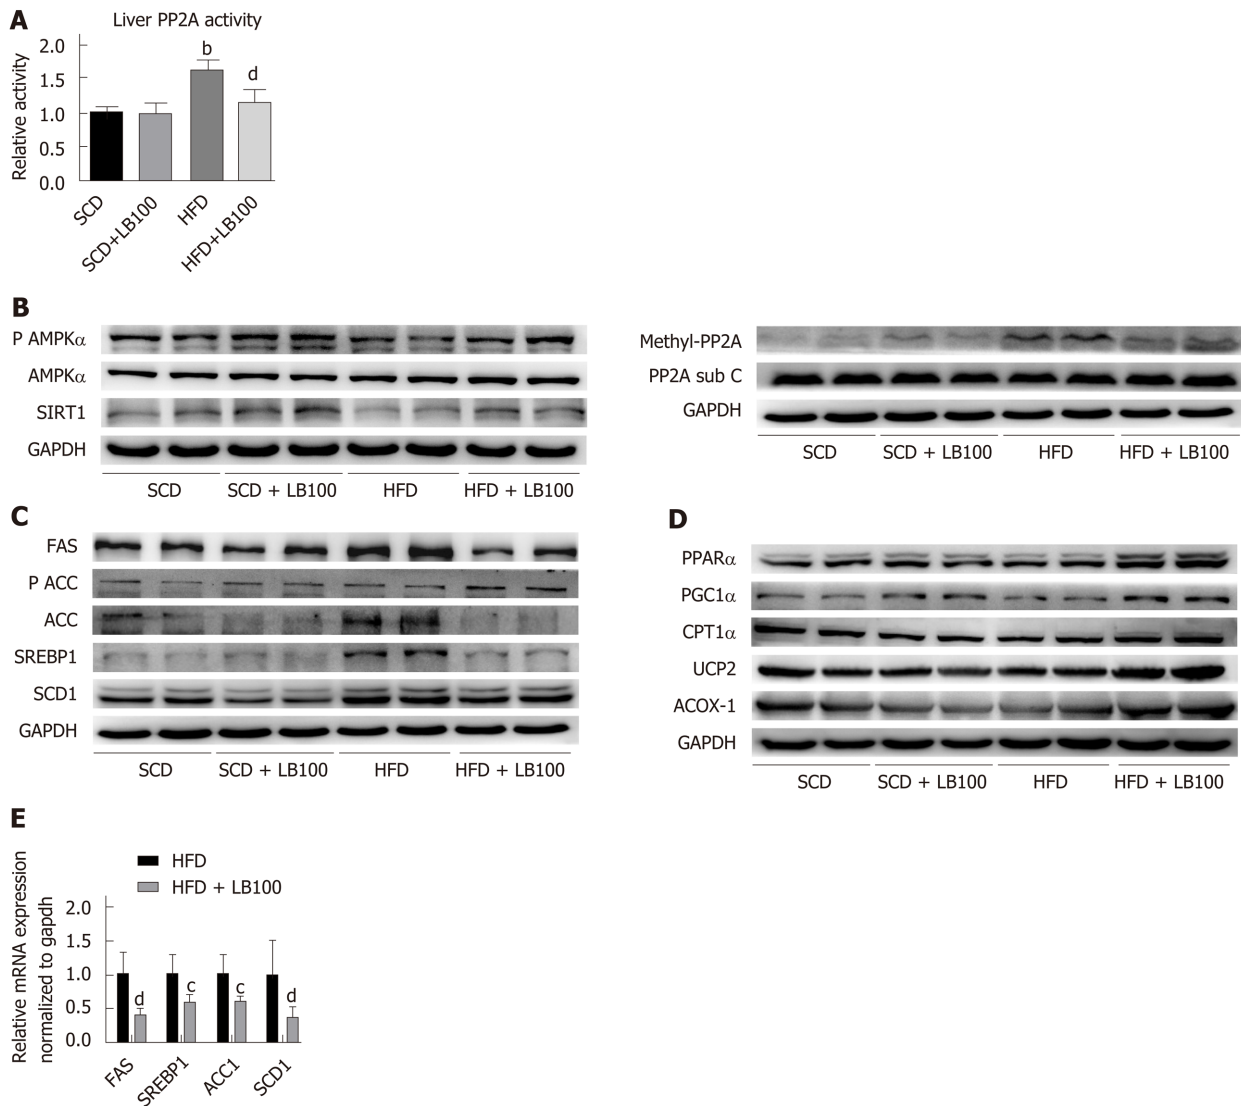 A
Liver PP2A activity
Relative activity
2.0
1.5
1.0
0.5
0.0
b
d
SCD
SCD+LB100
HFD
HFD+LB100
B
P AMPKα
AMPKα
SIRT1
GAPDH
SCD SCD + LB100 HFD HFD + LB100
Methyl-PP2A
PP2A sub C
GAPDH
SCD SCD + LB100 HFD HFD + LB100
C
FAS
P ACC
ACC
SREBP1
SCD1
GAPDH
SCD SCD + LB100 HFD HFD + LB100
D
PPARα
PGC1α
CPT1α
UCP2
ACOX-1
GAPDH
SCD SCD + LB100 HFD HFD + LB100
E
HFD
HFD + LB100
Relative mRNA expression
normalized to gapdh
2.0
1.5
1.0
0.5
0.0
d
c
c
d
FAS
SREBP1
ACC1
SCD1